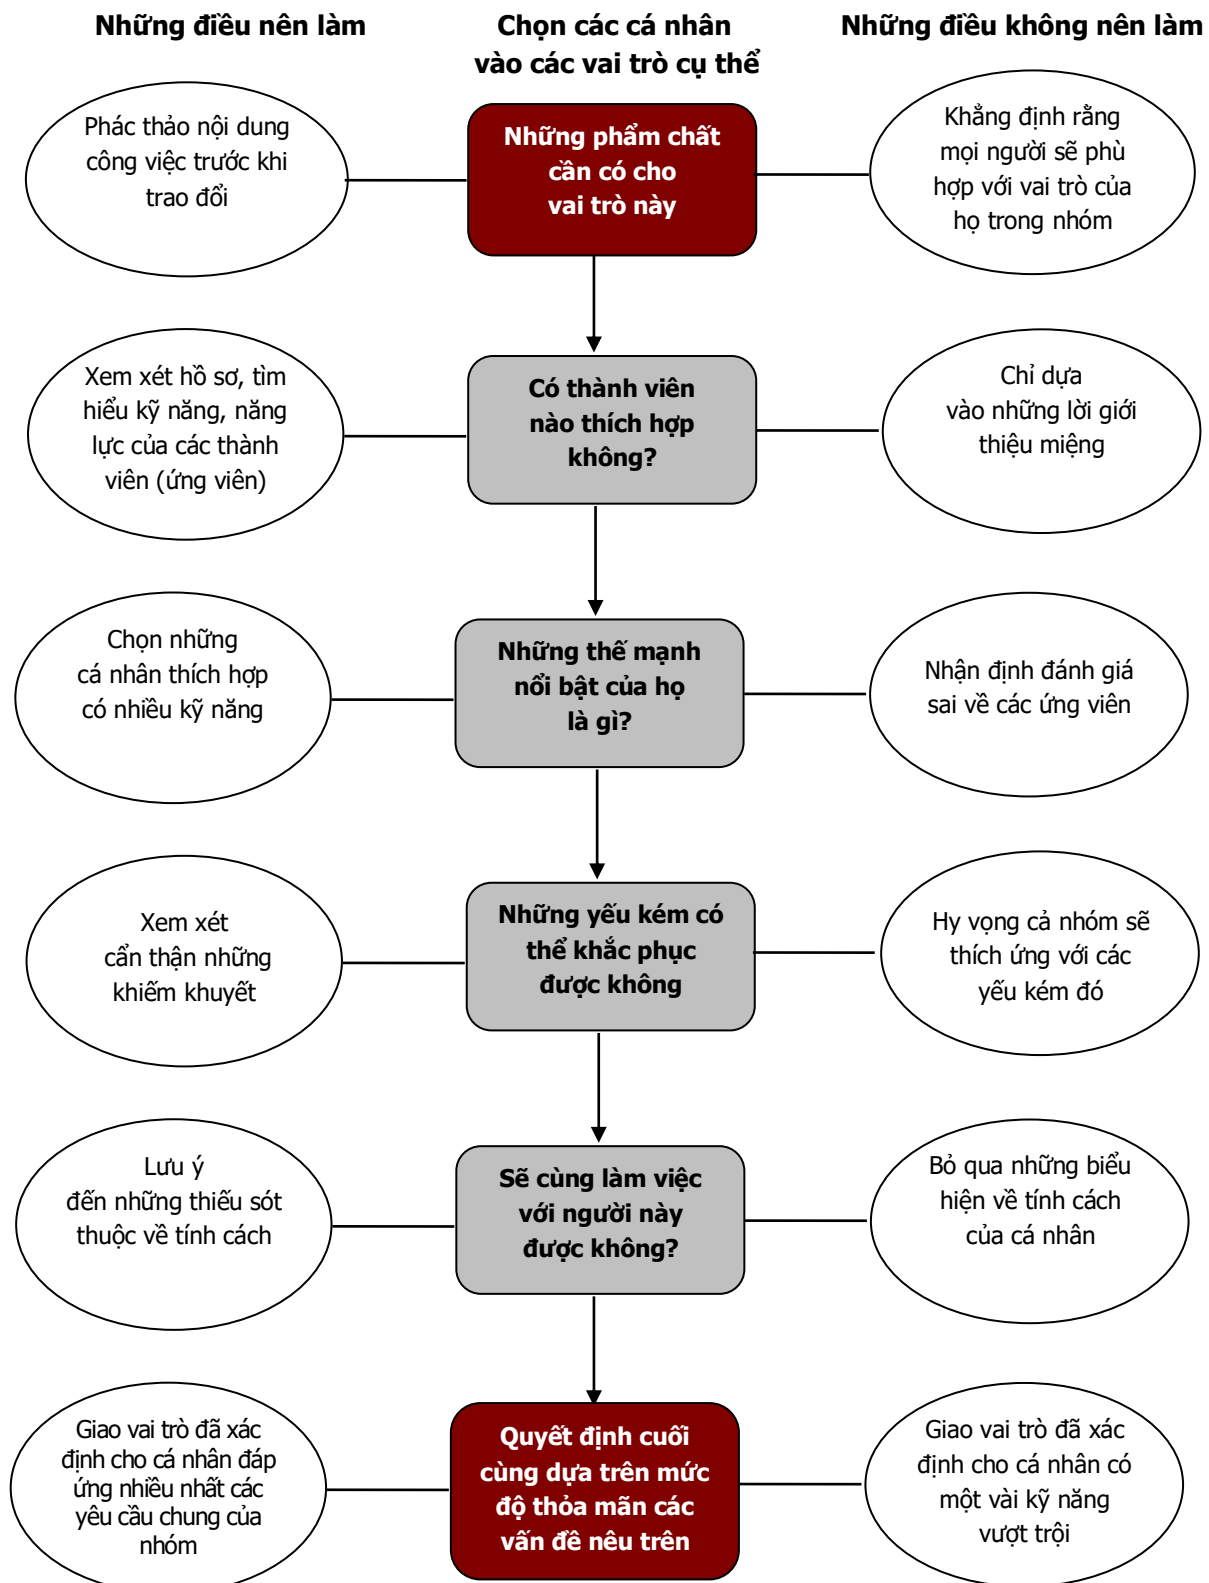 Những điều nên làm
Chọn các cá nhân
vào các vai trò cụ thể
Những điều không nên làm
Phác thảo nội dung
công việc trước khi
trao đổi
Những phẩm chất
cần có cho
vai trò này
Khẳng định rằng
mọi người sẽ phù
hợp với vai trò của
họ trong nhóm
Xem xét hồ sơ, tìm
hiểu kỹ năng, năng
lực của các thành
viên (ứng viên)
Có thành viên
nào thích hợp
không?
Chỉ dựa
vào những lời giới
thiệu miệng
Chọn những
cá nhân thích hợp
có nhiều kỹ năng
Những thế mạnh
nổi bật của họ
là gì?
Nhận định đánh giá
sai về các ứng viên
Xem xét
cẩn thận những
khiếm khuyết
Những yếu kém có
thể khắc phục
được không
Hy vọng cả nhóm sẽ
thích ứng với các
yếu kém đó
Lưu ý
đến những thiếu sót
thuộc về tính cách
Sẽ cùng làm việc
với người này
được không?
Bỏ qua những biểu
hiện về tính cách
của cá nhân
Giao vai trò đã xác
định cho cá nhân đáp
ứng nhiều nhất các
yêu cầu chung của
nhóm
Quyết định cuối
cùng dựa trên mức
độ thỏa mãn các
vấn đê nêu trên
Giao vai trò đã xác
định cho cá nhân có
một vài kỹ năng
vượt trội